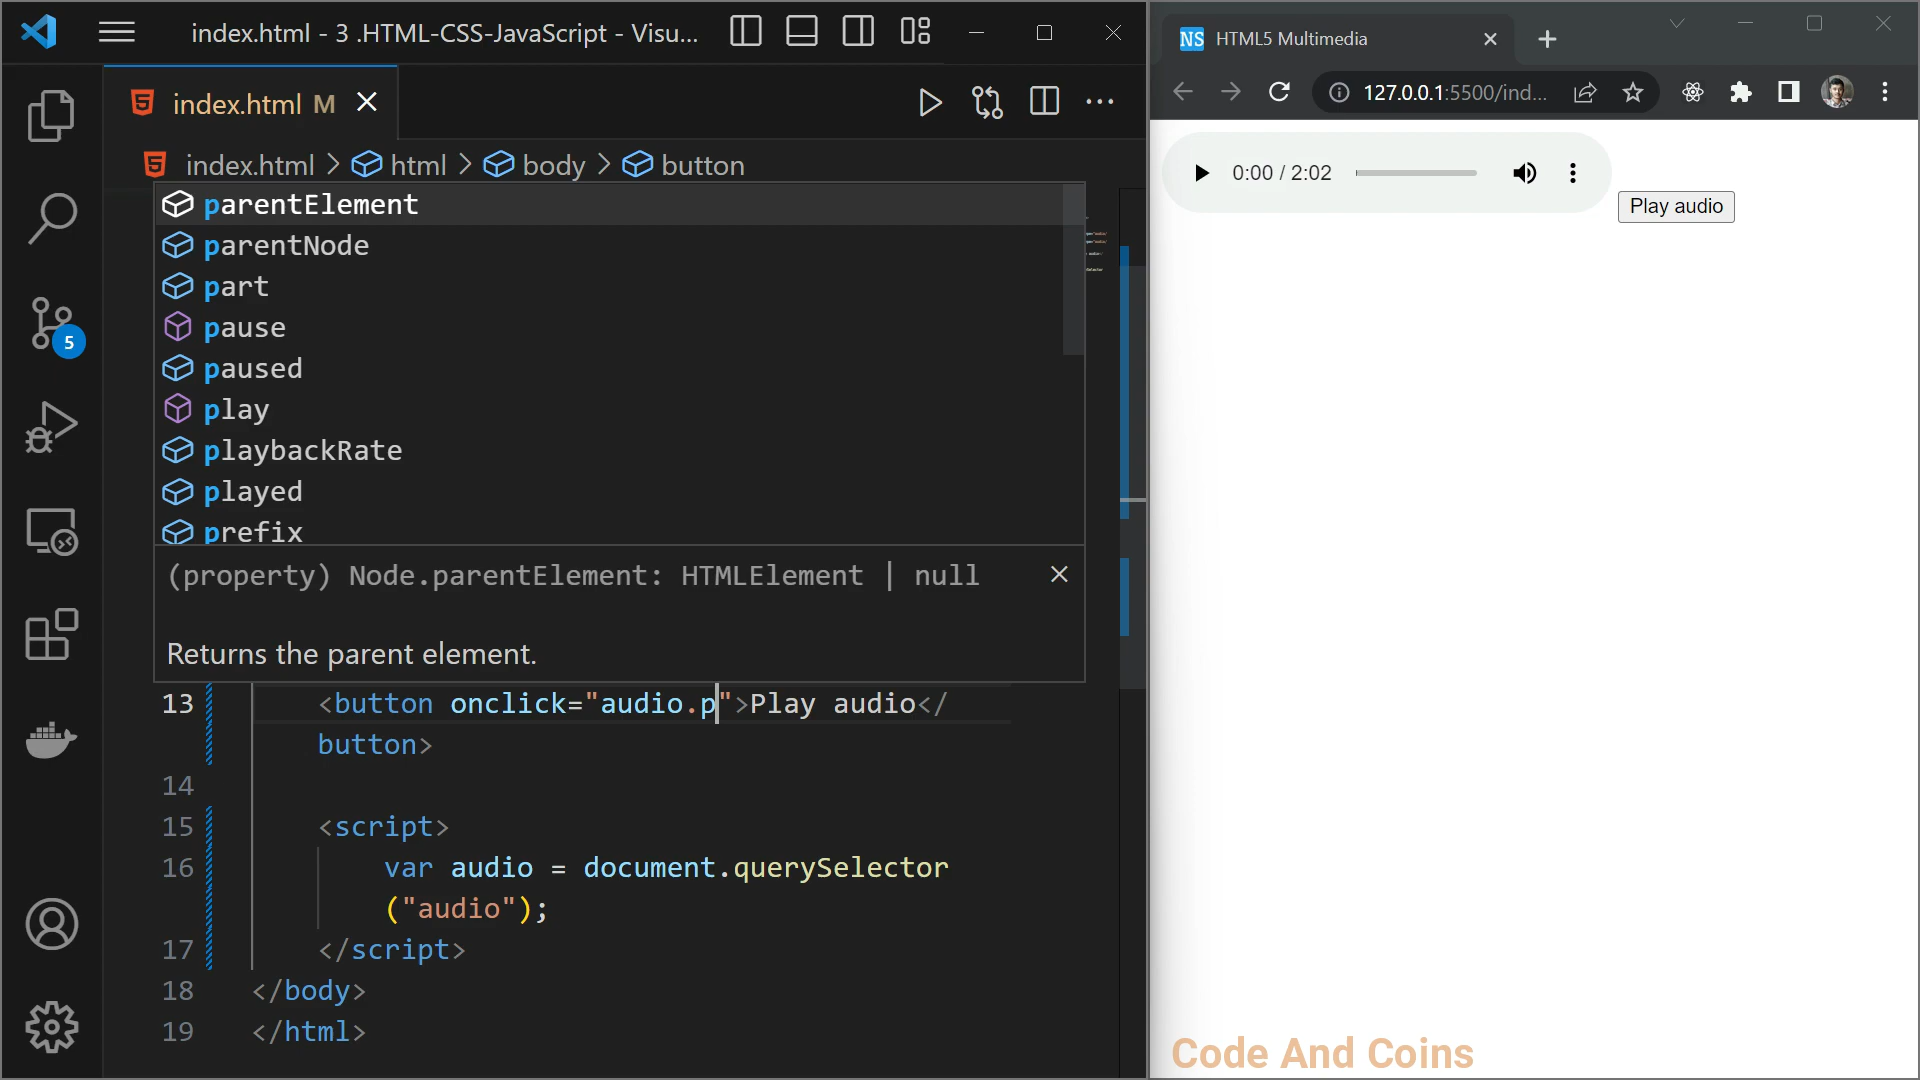 index.html - 3 .HTML-CSS-JavaScript - Visu...
index.html M
index.html > html > body > button
parentElement
parentNode
part
pause
paused
play
playbackRate
played
prefix
(property) Node.parentElement: HTMLElement | null
Returns the parent element.
13 <button onclick="audio.p">Play audio</
button>
14
15 <script>
16 var audio = document.querySelector
("audio");
17 </script>
18 </body>
19 </html>
5
NS HTML5 Multimedia
127.0.0.1:5500/ind...
0:00 / 2:02
Play audio
Code And Coins